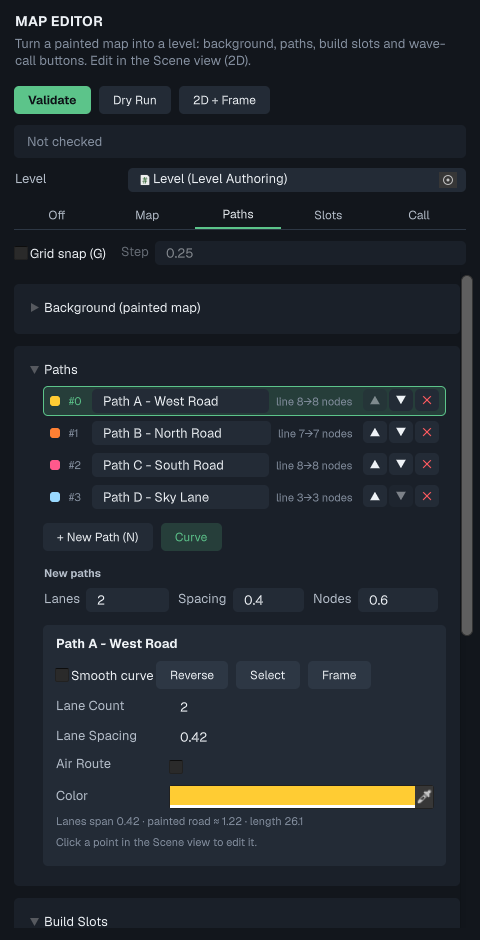 MAP EDITOR
Turn a painted map into a level: background, paths, build slots and wave-
call buttons. Edit in the Scene view (2D).
Validate Dry Run 2D + Frame
Not checked
Level # Level (Level Authoring)
Off Map Paths Slots Call
Grid snap (G) Step 0.25
Background (painted map)
Paths
#0 Path A - West Road line 8→8 nodes
#1 Path B - North Road line 7→7 nodes
#2 Path C - South Road line 8→8 nodes
#3 Path D - Sky Lane line 3→3 nodes
+ New Path (N) Curve
New paths
Lanes 2 Spacing 0.4 Nodes 0.6
Path A - West Road
Smooth curve Reverse Select Frame
Lane Count 2
Lane Spacing 0.42
Air Route
Color
Lanes span 0.42 · painted road ≈ 1.22 · length 26.1
Click a point in the Scene view to edit it.
Build Slots